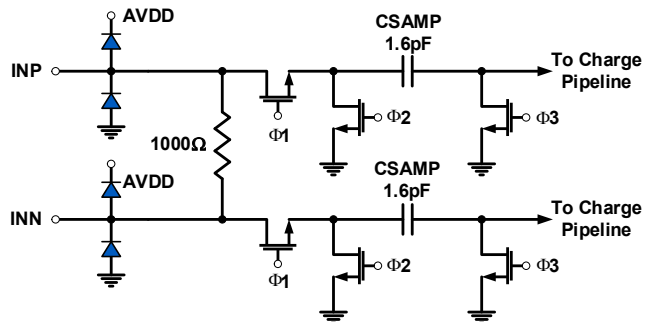 AVDD
CSAMP
1.6pF
INP
To Charge
Pipeline
Φ1
Φ2
Φ3
1000Ω
AVDD
CSAMP
1.6pF
INN
To Charge
Pipeline
Φ1
Φ2
Φ3